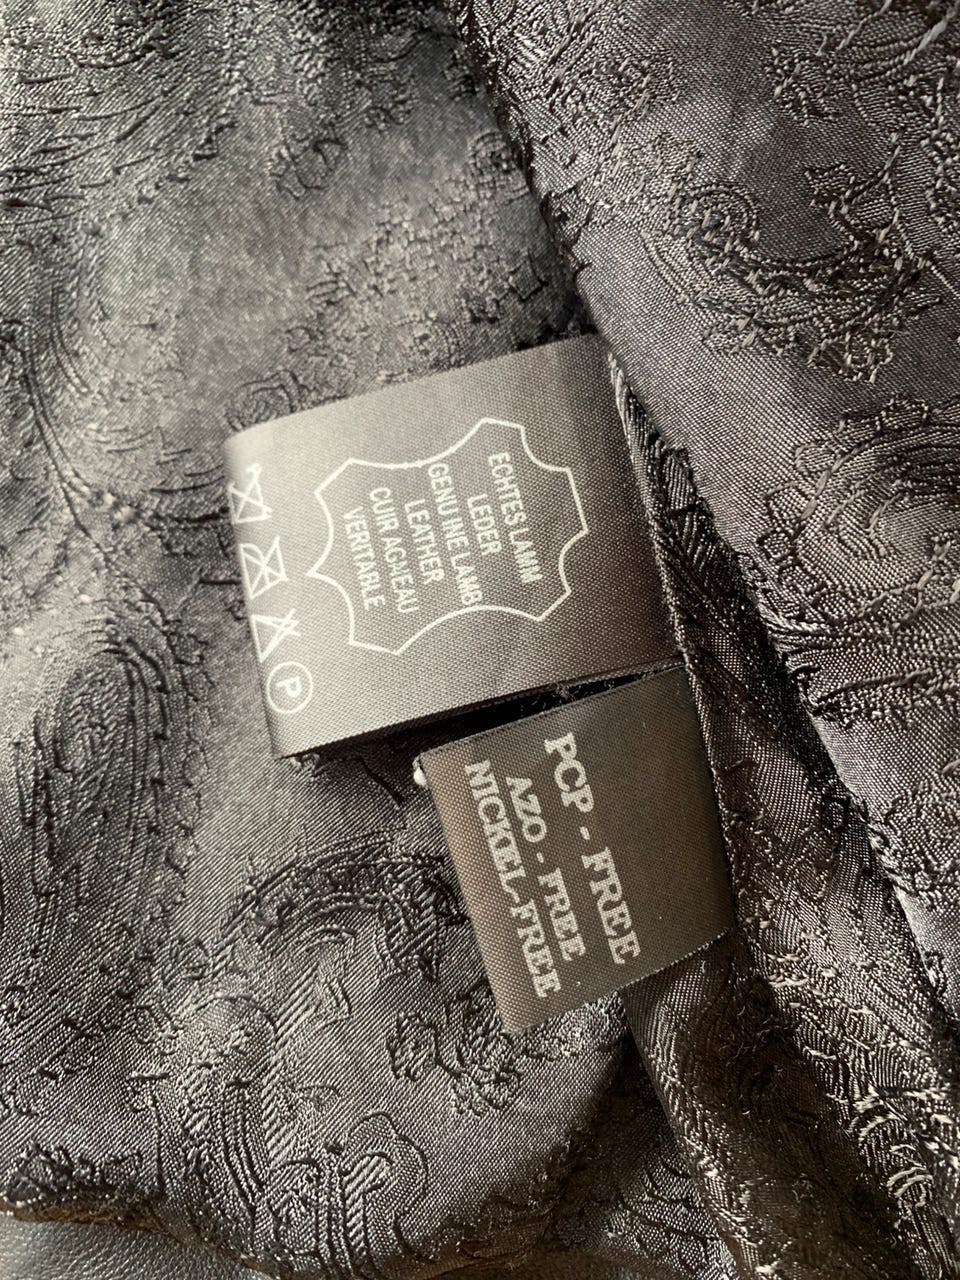 ECHTES LAMM
LEDER
GENUINE LAMB
LEATHER
CUIR AGNEAU
VERITABLE
P
PCP - FREE
AZO - FREE
NICKEL-FREE